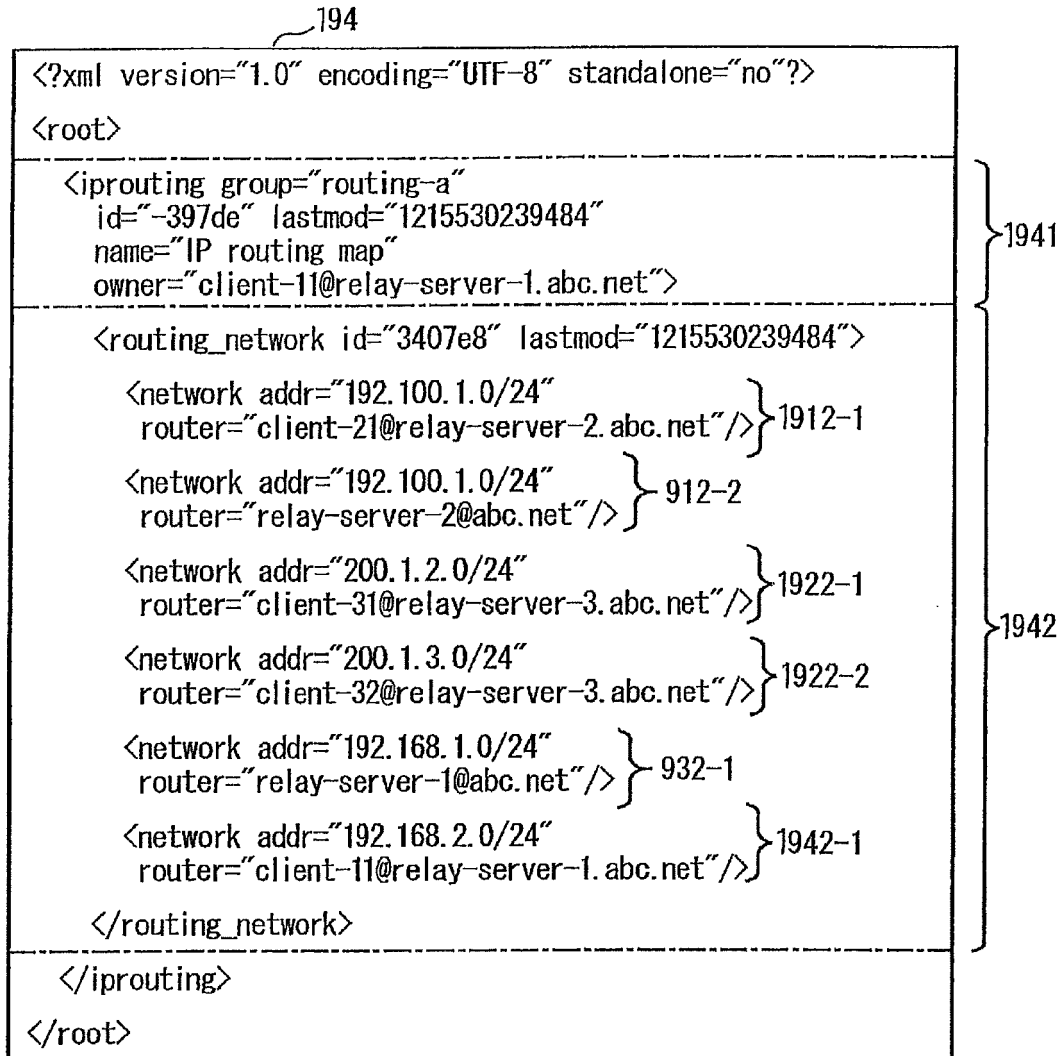 194
<?xml version="1.0" encoding="UTF-8" standalone="no"?>
<root>
<iprouting group="routing-a"
id="-397de" lastmod="1215530239484"
name="IP routing map"
owner="client-11@relay-server-1.abc.net">
1941
<routing_network id="3407e8" lastmod="1215530239484">
<network addr="192.100.1.0/24"
router="client-21@relay-server-2.abc.net"/>
1912-1
<network addr="192.100.1.0/24"
router="relay-server-2@abc.net"/>
912-2
<network addr="200.1.2.0/24"
router="client-31@relay-server-3.abc.net"/>
1922-1
<network addr="200.1.3.0/24"
router="client-32@relay-server-3.abc.net"/>
1922-2
<network addr="192.168.1.0/24"
router="relay-server-1@abc.net"/>
932-1
<network addr="192.168.2.0/24"
router="client-11@relay-server-1.abc.net"/>
1942-1
</routing_network>
1942
</iprouting>
</root>